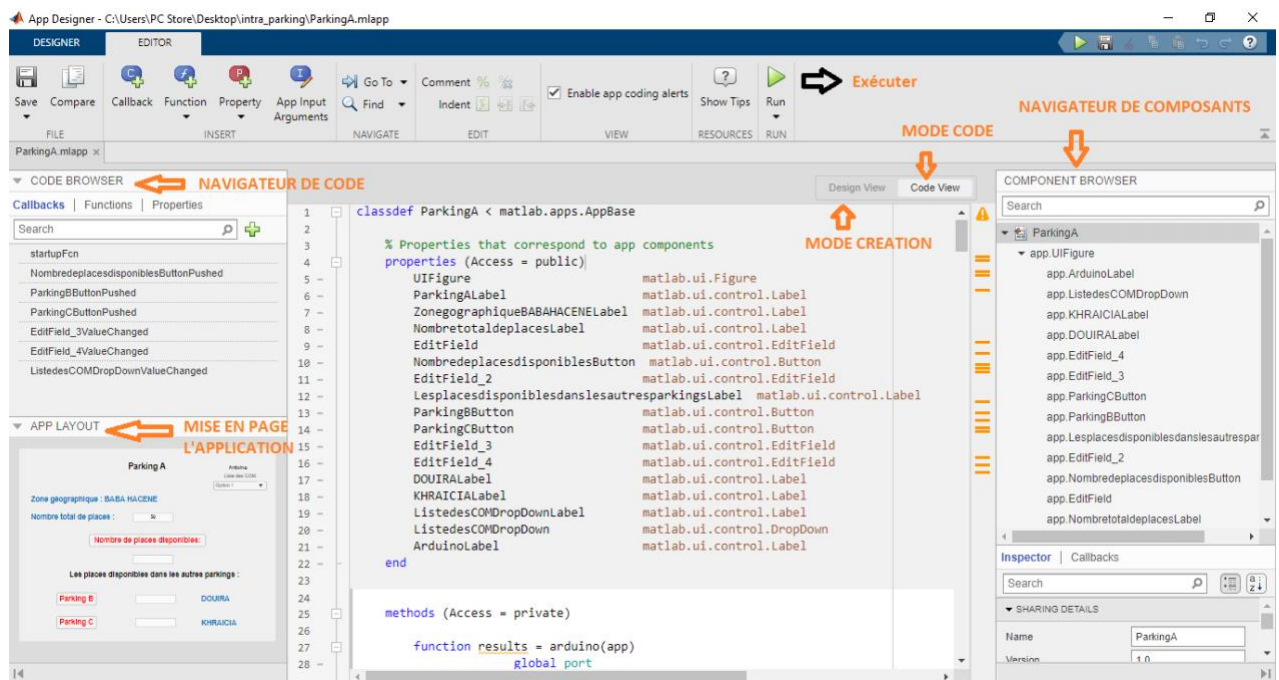 App Designer - C:\Users\PC Store\Desktop\intra_parking\ParkingA.mlapp
DESIGNER EDITOR
Save Compare Callback Function Property App Input Arguments
Go To Comment
Find Indent
Enable app coding alerts
Show Tips Run
Exécuter
FILE INSERT NAVIGATE EDIT VIEW RESOURCES RUN
NAVIGATEUR DE COMPOSANTS
MODE CODE
ParkingA.mlapp
CODE BROWSER
NAVIGATEUR DE CODE
Callbacks | Functions | Properties
Search
startupFcn
NombredeplacesdisponiblesButtonPushed
ParkingBButtonPushed
ParkingCButtonPushed
EditField_3ValueChanged
EditField_4ValueChanged
ListedesCOMDropDownValueChanged
APP LAYOUT
MISE EN PAGE
L'APPLICATION
Parking A
Arduino
Liste des COM
Option 1
Zone géographique : BABA HACENE
Nombre total de places :
Nombre de places disponibles:
Les places disponibles dans les autres parkings :
Parking B DOUIRA
Parking C KHRAICIA
Design View Code View
MODE CREATION
1 classdef ParkingA < matlab.apps.AppBase
2
3 % Properties that correspond to app components
4 properties (Access = public)
5 UIFigure matlab.ui.Figure
6 ParkingALabel matlab.ui.control.Label
7 ZonegographiqueBABAHACENELabel matlab.ui.control.Label
8 NombretotaldeplacesLabel matlab.ui.control.Label
9 EditField matlab.ui.control.EditField
10 NombredeplacesdisponiblesButton matlab.ui.control.Button
11 EditField_2 matlab.ui.control.EditField
12 LesplacesdisponiblesdanslesautresparkingsLabel matlab.ui.control.Label
13 ParkingBButton matlab.ui.control.Button
14 ParkingCButton matlab.ui.control.Button
15 EditField_3 matlab.ui.control.EditField
16 EditField_4 matlab.ui.control.EditField
17 DOUIRALabel matlab.ui.control.Label
18 KHRAICIALabel matlab.ui.control.Label
19 ListedesCOMDropDownLabel matlab.ui.control.Label
20 ListedesCOMDropDown matlab.ui.control.DropDown
21 ArduinoLabel matlab.ui.control.Label
22 end
23
24
25 methods (Access = private)
26
27 function results = arduino(app)
28 global port
COMPONENT BROWSER
Search
ParkingA
app.UIFigure
app.ArduinoLabel
app.ListedesCOMDropDown
app.KHRAICIALabel
app.DOUIRALabel
app.EditField_4
app.EditField_3
app.ParkingCButton
app.ParkingBButton
app.Lesplacesdisponiblesdanslesautrespar
app.EditField_2
app.NombredeplacesdisponiblesButton
app.EditField
app.NombretotaldeplacesLabel
Inspector | Callbacks
Search
SHARING DETAILS
Name ParkingA
Version 1.0